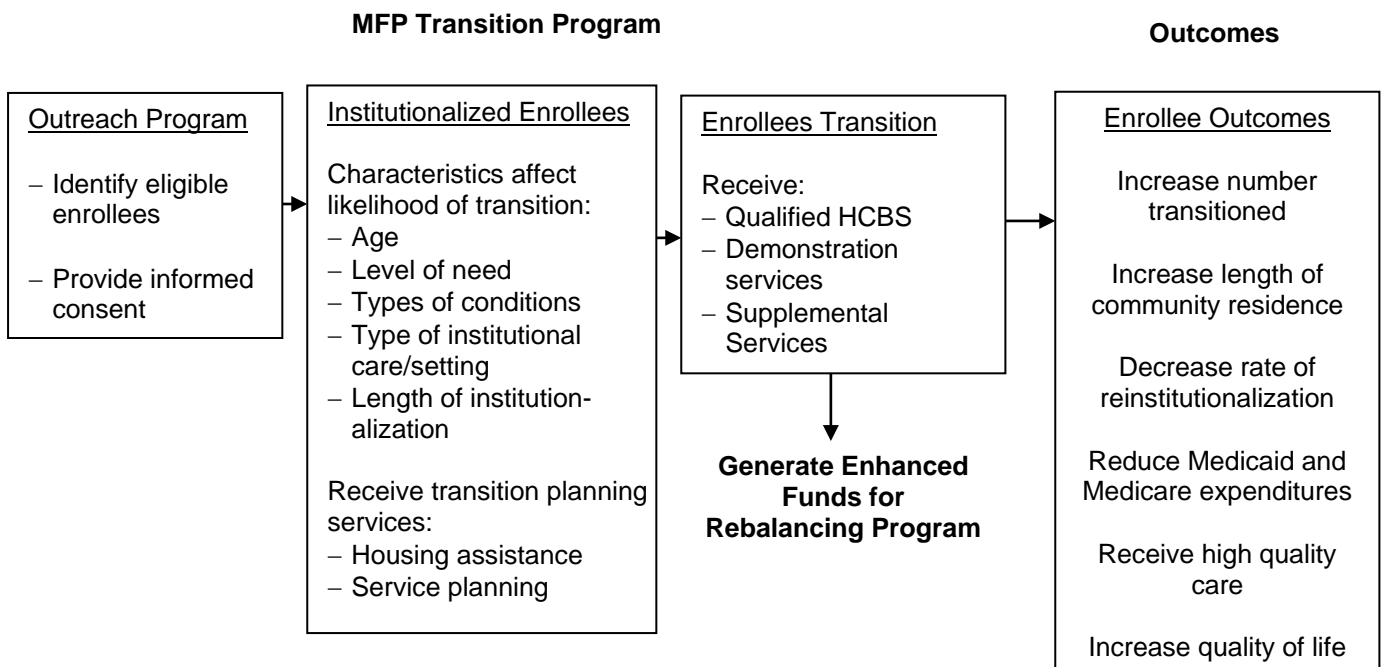 MFP Transition Program
Outcomes
Outreach Program
– Identify eligible
enrollees
– Provide informed
consent
Institutionalized Enrollees
Characteristics affect
likelihood of transition:
– Age
– Level of need
– Types of conditions
– Type of institutional
care/setting
– Length of institution-
alization
Receive transition planning
services:
– Housing assistance
– Service planning
Enrollees Transition
Receive:
– Qualified HCBS
– Demonstration
services
– Supplemental
Services
Generate Enhanced
Funds for
Rebalancing Program
Enrollee Outcomes
Increase number
transitioned
Increase length of
community residence
Decrease rate of
reinstitutionalization
Reduce Medicaid and
Medicare expenditures
Receive high quality
care
Increase quality of life